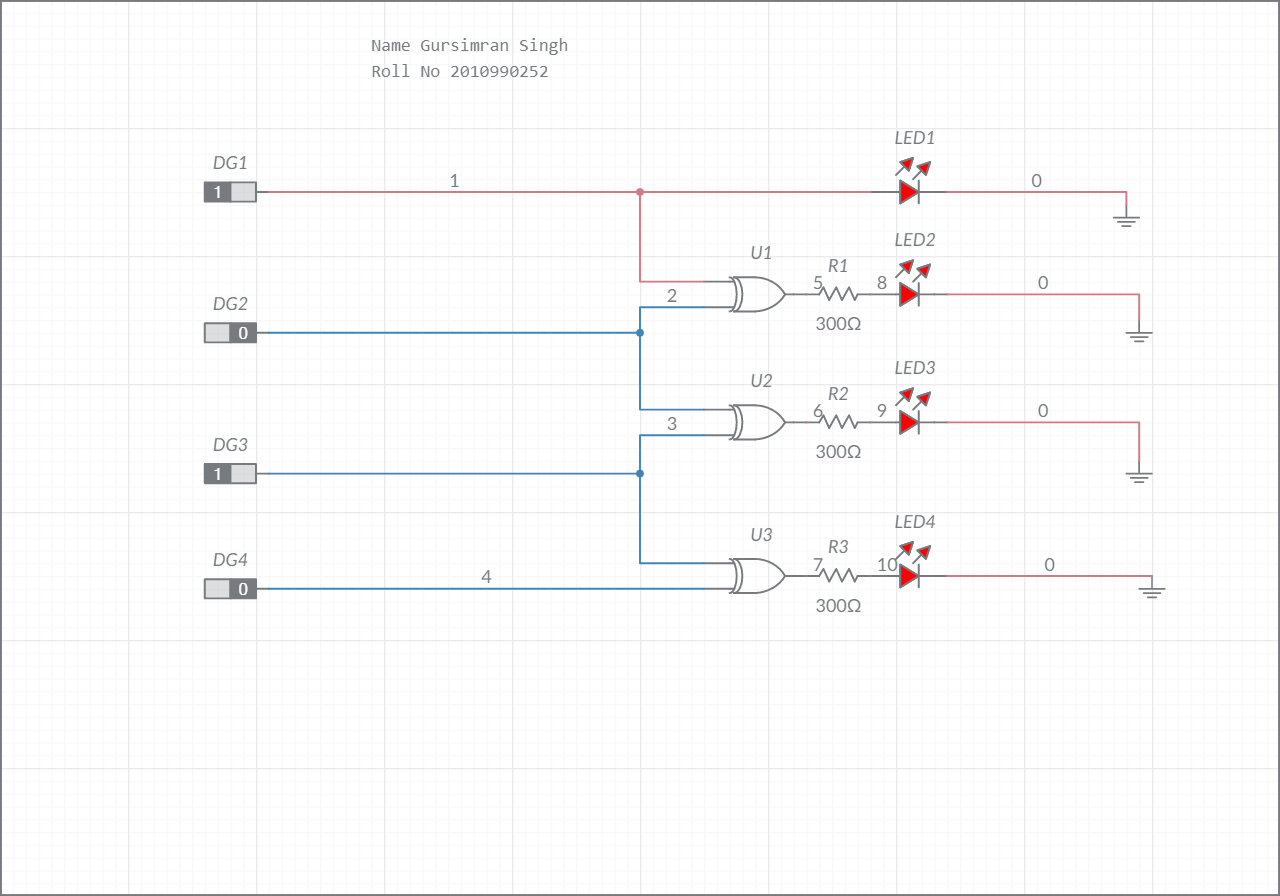 Name Gursimran Singh
Roll No 2010990252
LED1
DG1
1
1
0
LED2
U1
R1
5
8
0
2
DG2
300Ω
0
LED3
U2
R2
6
9
0
3
DG3
300Ω
1
LED4
U3
R3
DG4
7
10
0
4
0
300Ω